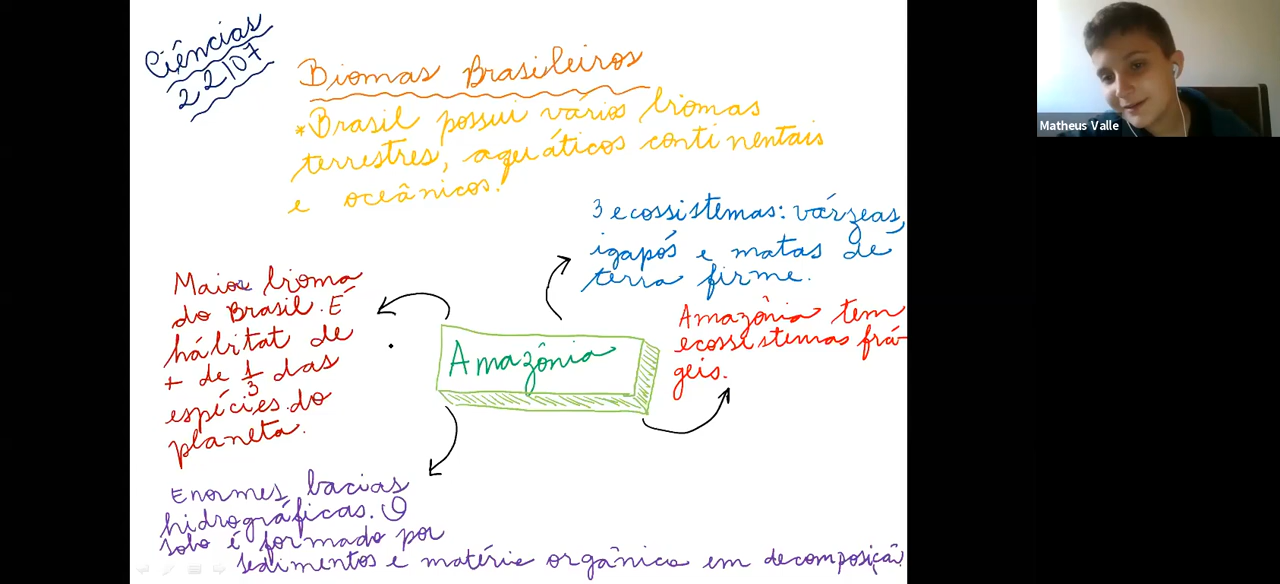 Ciências
22/07
Biomas Brasileiros
*Brasil possui vários biomas
terrestres, aquáticos continentais
e oceânicos.
3 ecossistemas: várzeas,
igapós e matas de
terra firme.
Maior bioma
do Brasil. É
hábitat de
+ de 1/3 das
espécies do
planeta.
Amazônia
Amazônia tem
ecossistemas frá-
geis.
Enormes bacias
hidrográficas. O
solo é formado por
sedimentos e matéria orgânica em decomposiçã
Matheus Valle